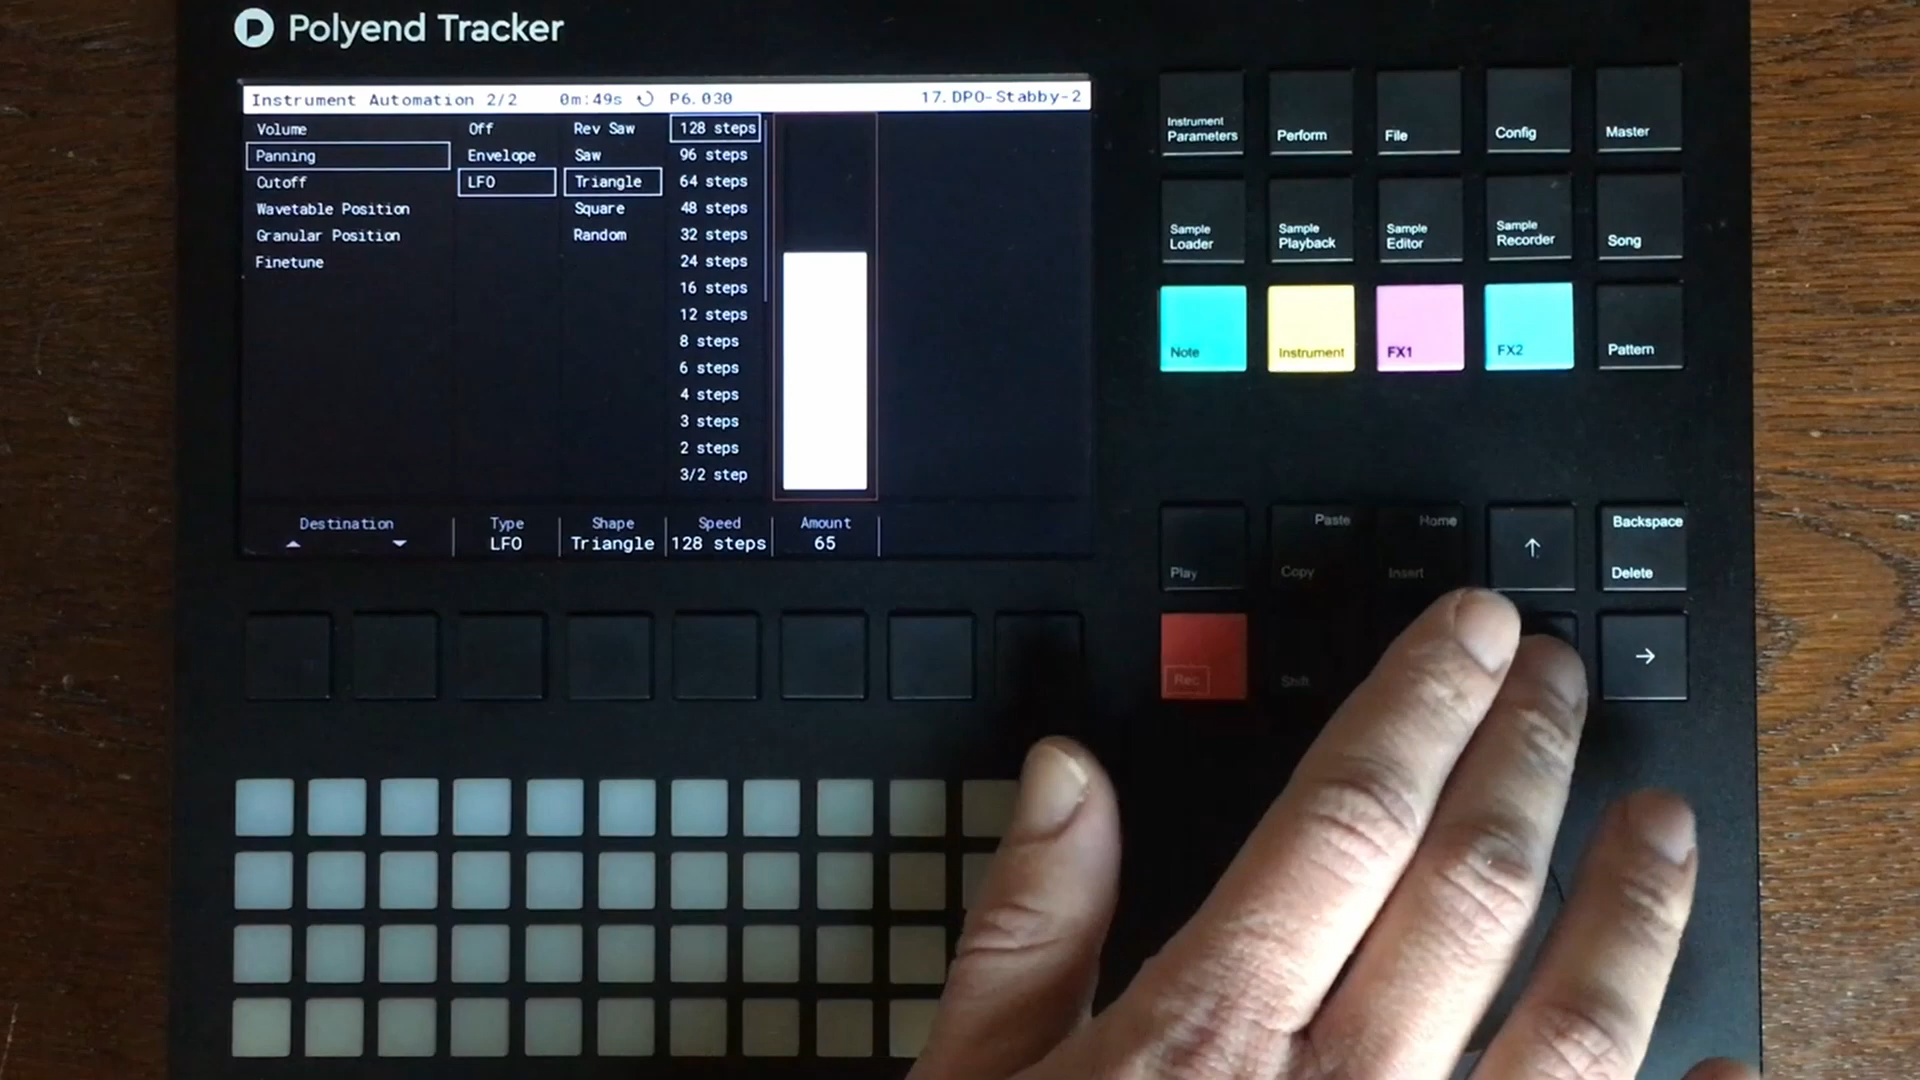 Polyend Tracker
Instrument Automation 2/2 0m:49s P6.030 17.DPO-Stabby-2
Volume Off Rev Saw 128 steps
Panning Envelope Saw 96 steps
Cutoff LFO Triangle 64 steps
Wavetable Position Square 48 steps
Granular Position Random 32 steps
Finetune 24 steps
16 steps
12 steps
8 steps
6 steps
4 steps
3 steps
2 steps
3/2 step
Destination Type Shape Speed Amount
LFO Triangle 128 steps 65
Instrument
Parameters
Perform
File
Config
Master
Sample
Loader
Sample
Playback
Sample
Editor
Sample
Recorder
Song
Note
Instrument
FX1
FX2
Pattern
Play
Paste
Copy
Home
Insert
↑
Backspace
Delete
Rec
Shift
→